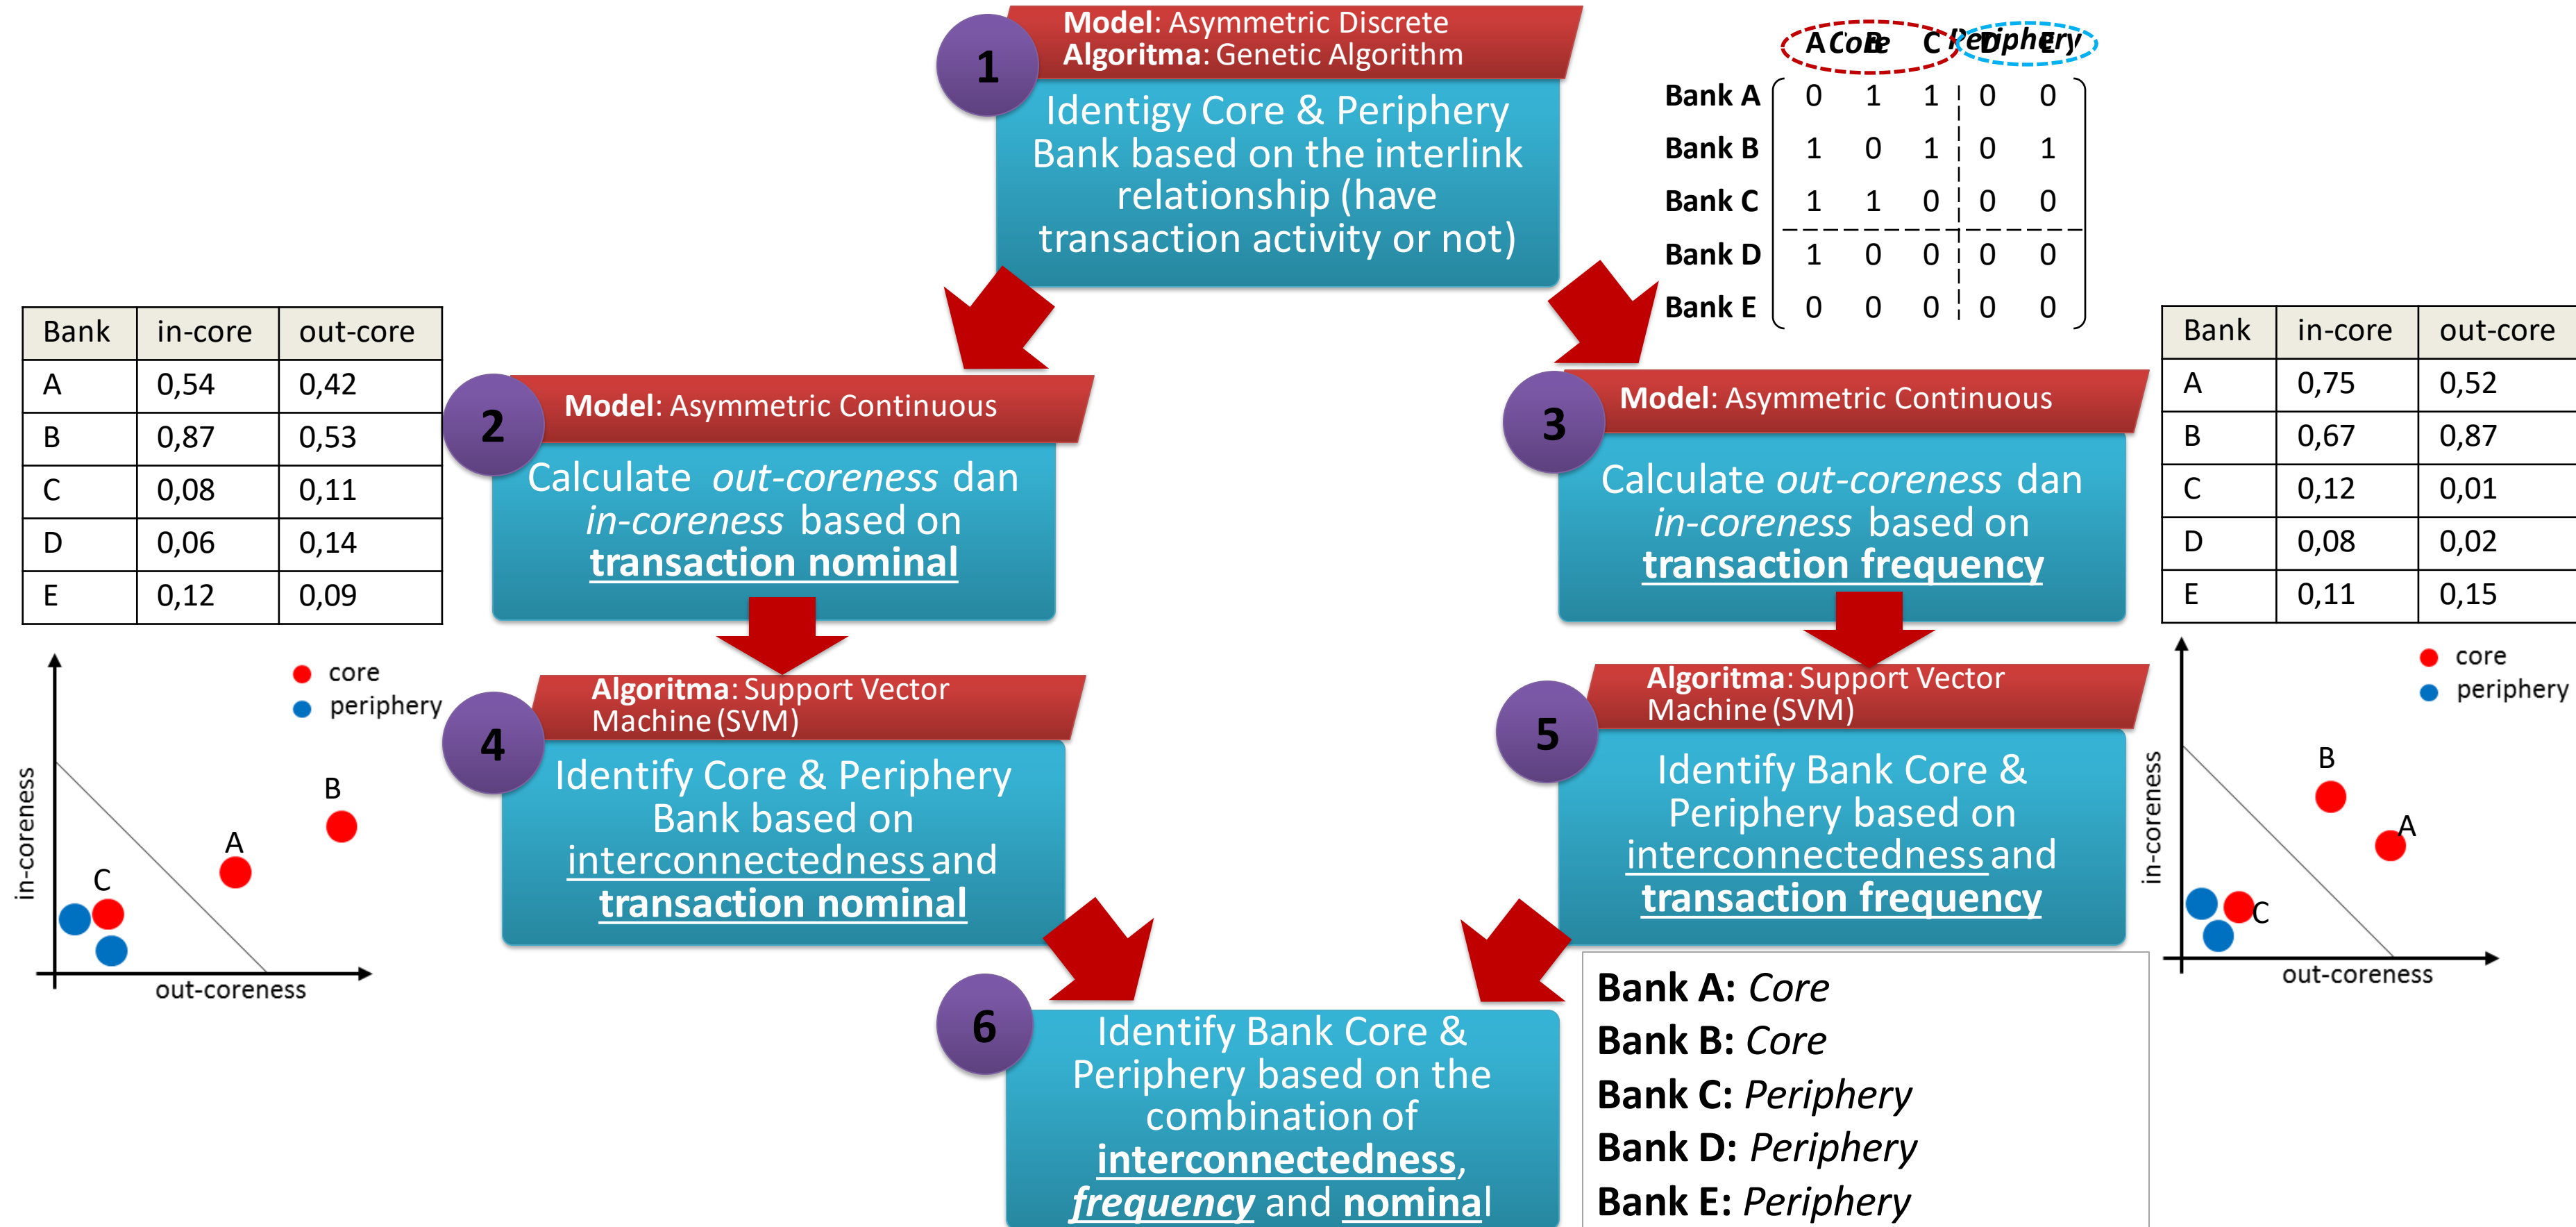 1
Model: Asymmetric Discrete
Algoritma: Genetic Algorithm
Identigy Core & Periphery
Bank based on the interlink
relationship (have
transaction activity or not)
Core Periphery
A B C D E
Bank A 0 1 1 0 0
Bank B 1 0 1 0 1
Bank C 1 1 0 0 0
Bank D 1 0 0 0 0
Bank E 0 0 0 0 0
Bank in-core out-core
A 0,54 0,42
B 0,87 0,53
C 0,08 0,11
D 0,06 0,14
E 0,12 0,09
2
Model: Asymmetric Continuous
Calculate out-coreness dan
in-coreness based on
transaction nominal
3
Model: Asymmetric Continuous
Calculate out-coreness dan
in-coreness based on
transaction frequency
Bank in-core out-core
A 0,75 0,52
B 0,67 0,87
C 0,12 0,01
D 0,08 0,02
E 0,11 0,15
core
periphery
in-coreness
B
A
C
out-coreness
4
Algoritma: Support Vector
Machine (SVM)
Identify Core & Periphery
Bank based on
interconnectedness and
transaction nominal
5
Algoritma: Support Vector
Machine (SVM)
Identify Bank Core &
Periphery based on
interconnectedness and
transaction frequency
core
periphery
in-coreness
B
A
C
out-coreness
6
Identify Bank Core &
Periphery based on the
combination of
interconnectedness,
frequency and nominal
Bank A: Core
Bank B: Core
Bank C: Periphery
Bank D: Periphery
Bank E: Periphery